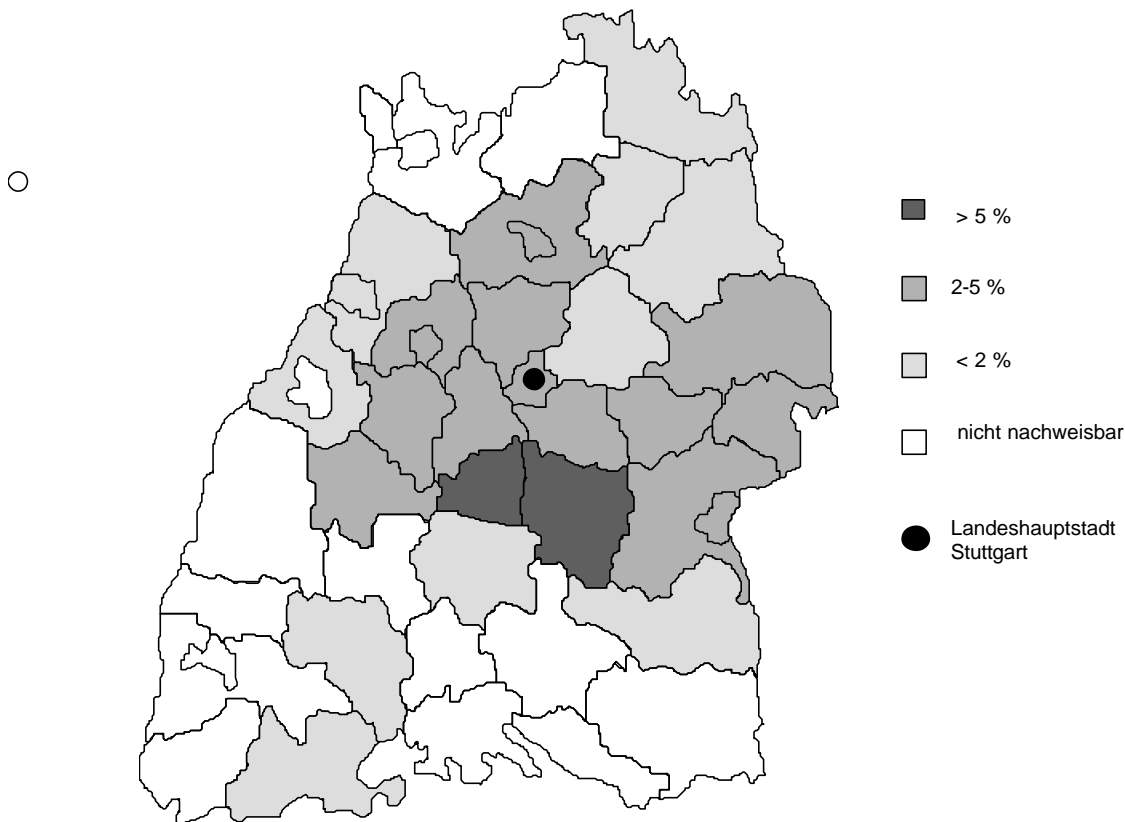 > 5 %
2-5 %
< 2 %
nicht nachweisbar
Landeshauptstadt
Stuttgart